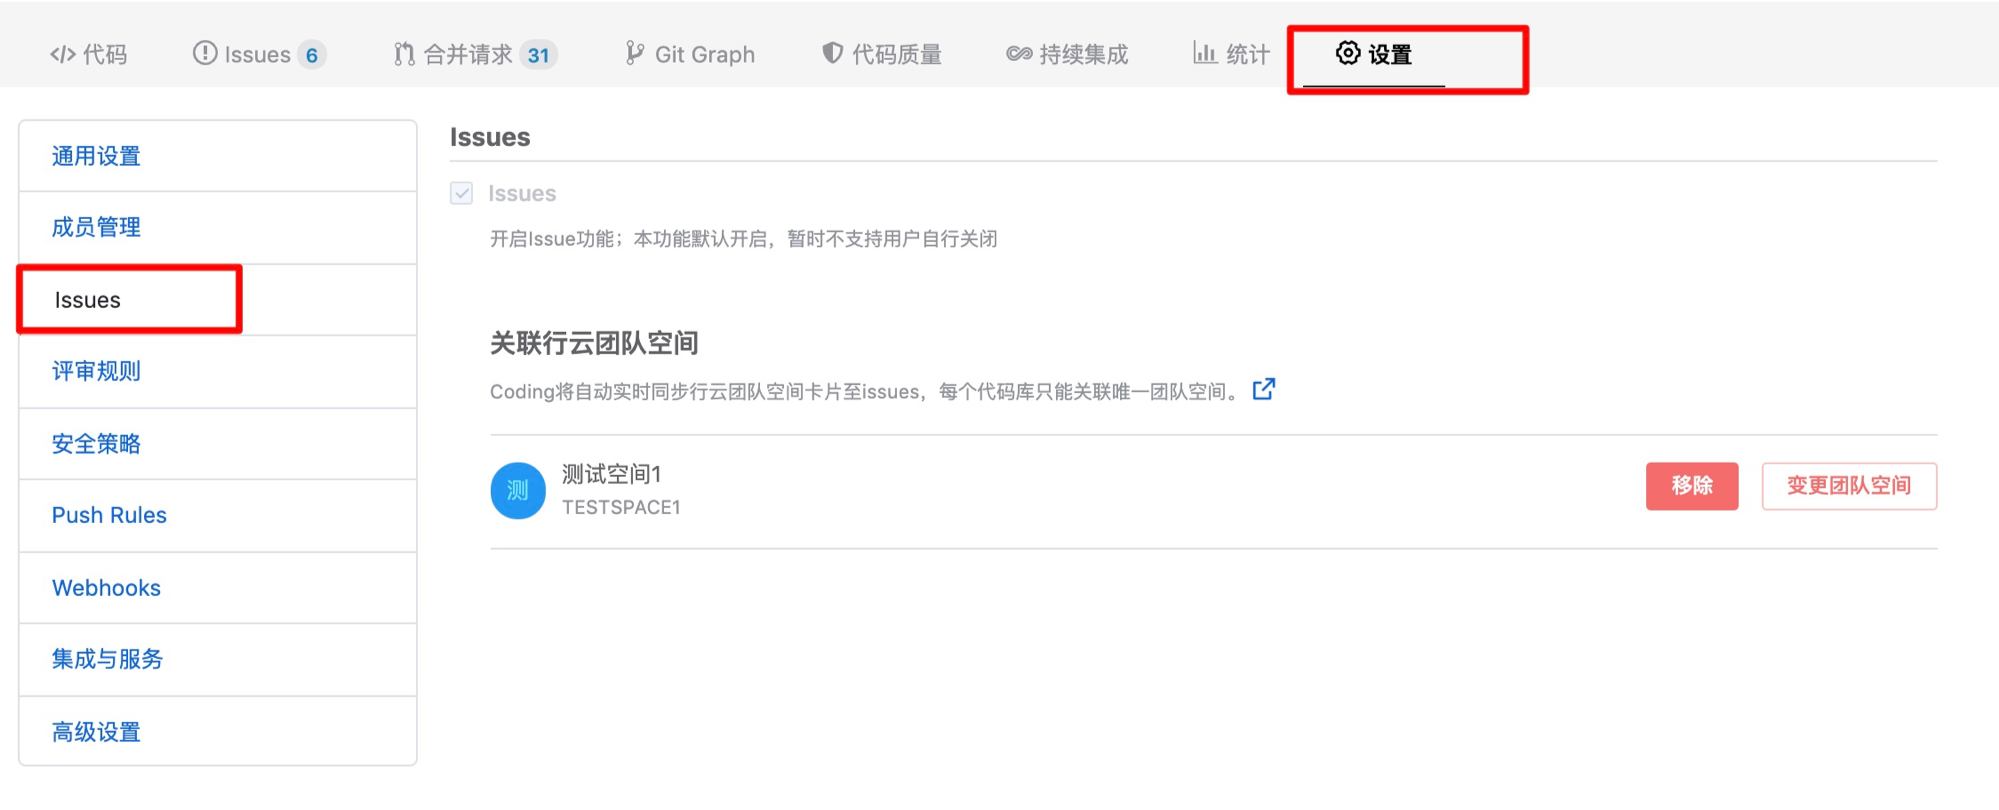 代码
Issues 6
合并请求 31
Git Graph
代码质量
持续集成
统计
设置
通用设置
成员管理
Issues
评审规则
安全策略
Push Rules
Webhooks
集成与服务
高级设置
Issues
Issues
开启Issue功能；本功能默认开启，暂时不支持用户自行关闭
关联行云团队空间
Coding将自动实时同步行云团队空间卡片至issues，每个代码库只能关联唯一团队空间。
测
测试空间1
TESTSPACE1
移除
变更团队空间